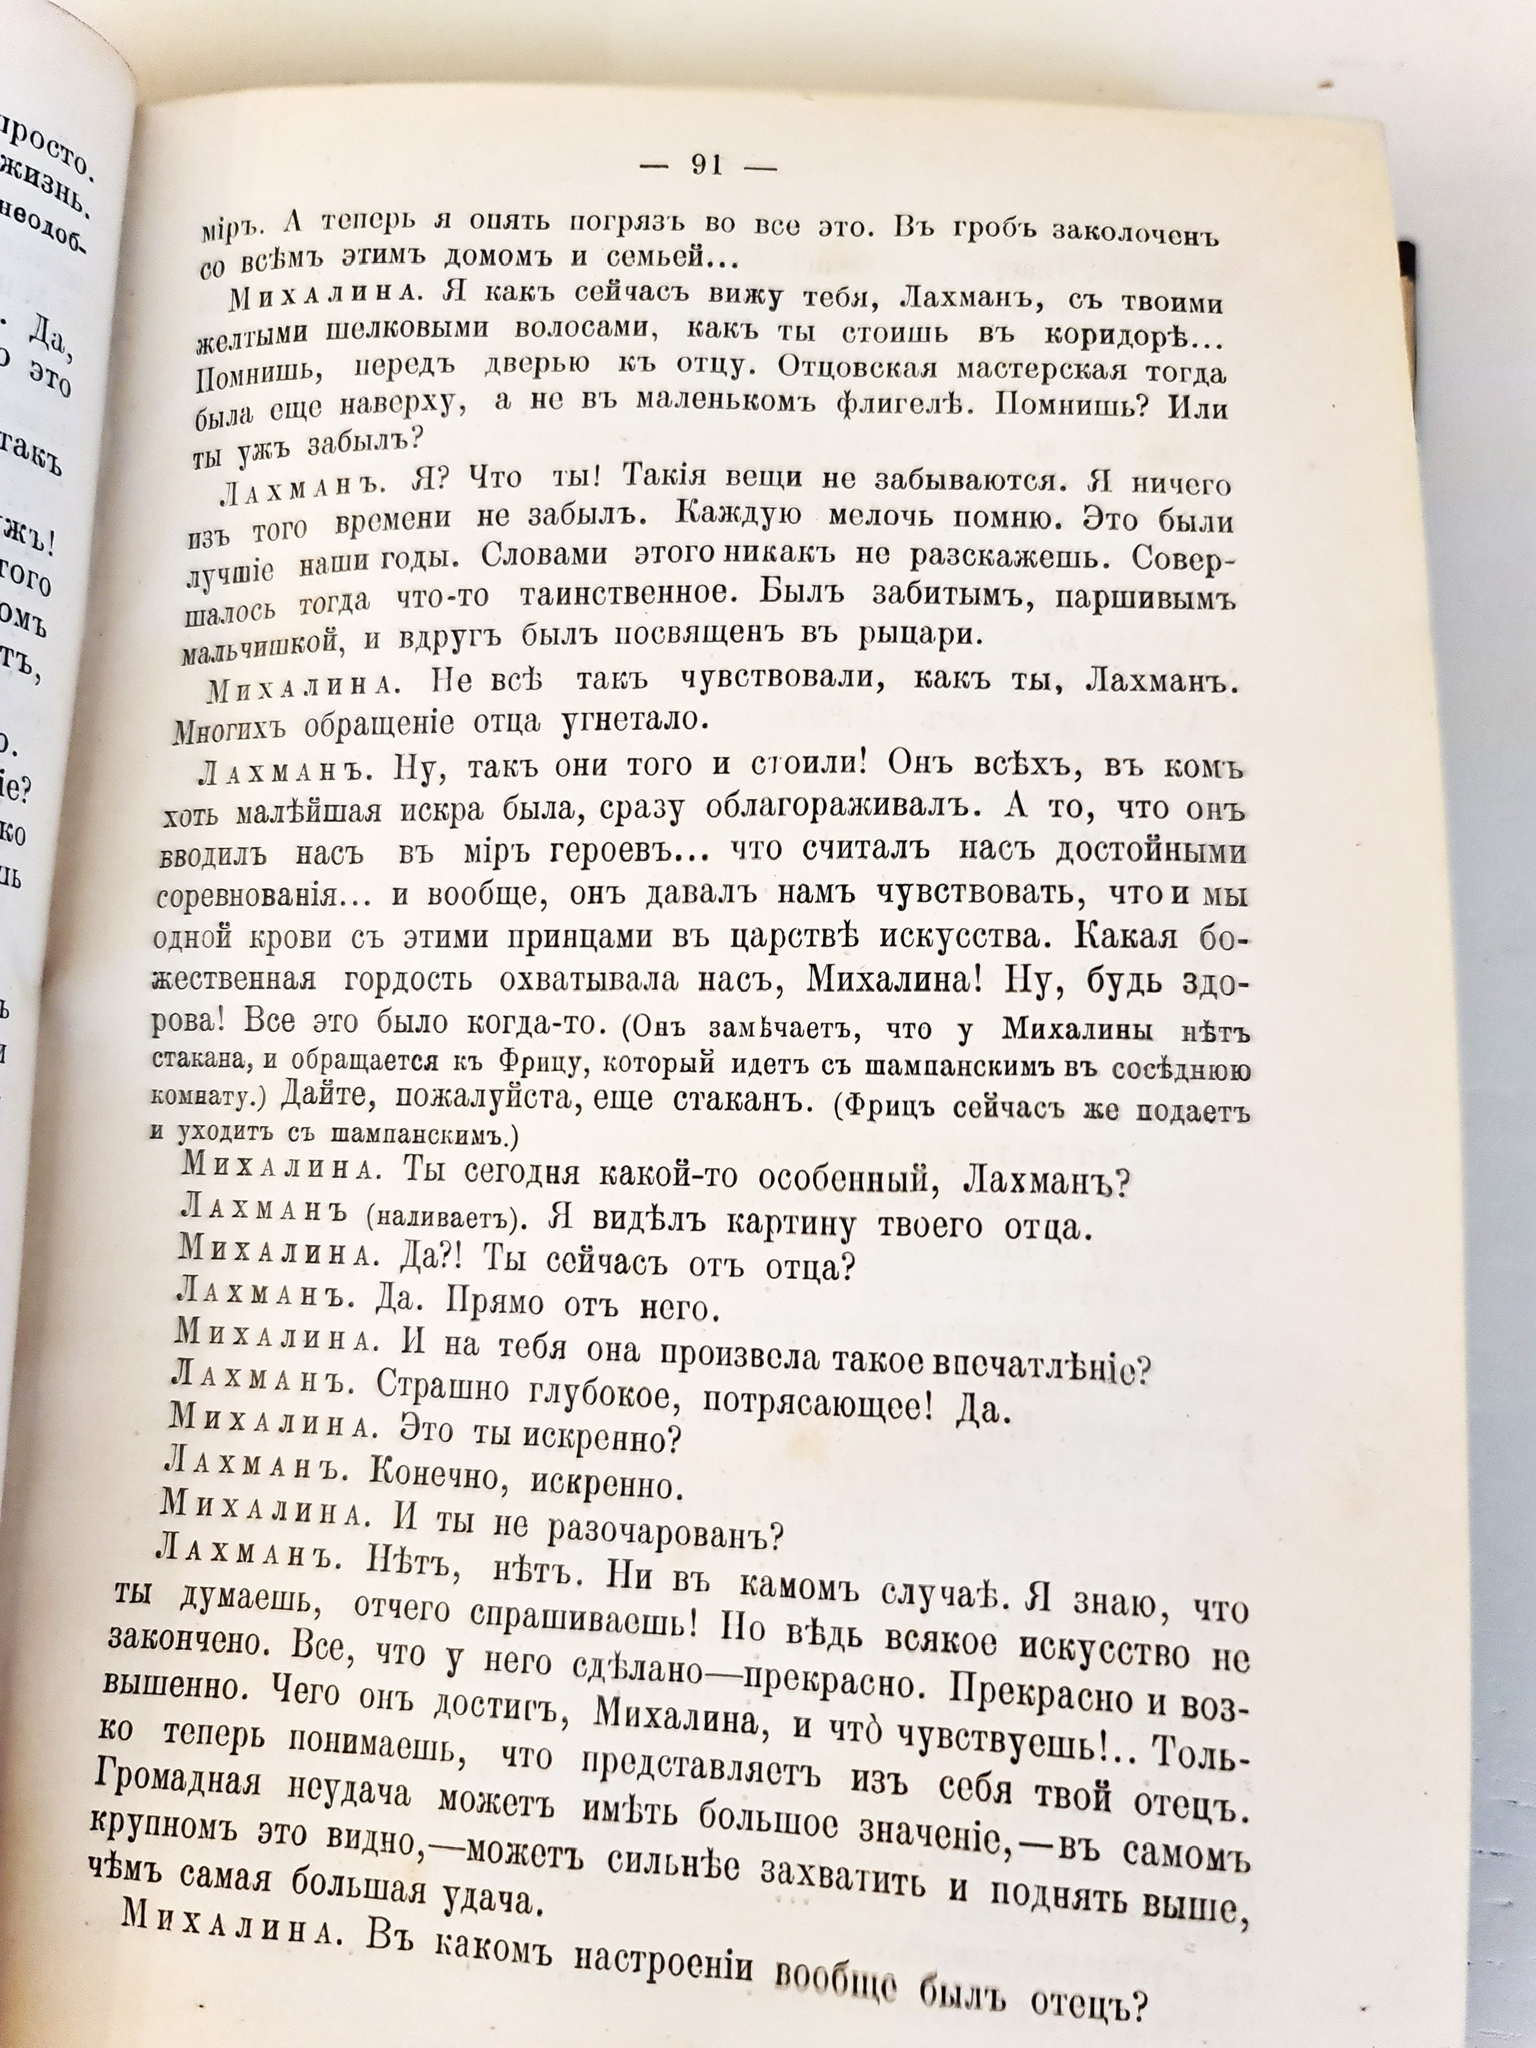 просто.
жизнь.
неодоб-
Да,
это
такъ
— 91 —
міръ. А теперь я опять погрязъ во все это. Въ гробъ заколоченъ
со всѣмъ этимъ домомъ и семьей...
Михалина. Я какъ сейчасъ вижу тебя, Лахманъ, съ твоими
желтыми шелковыми волосами, какъ ты стоишь въ коридорѣ...
Помнишь, передъ дверью къ отцу. Отцовская мастерская тогда
была еще наверху, а не въ маленькомъ флигелѣ. Помнишь? Или
ты ужъ забылъ?
Лахманъ. Я? Что ты! Такія вещи не забываются. Я ничего
изъ того времени не забылъ. Каждую мелочь помню. Это были
лучшіе наши годы. Словами этого никакъ не разскажешь. Совер-
шалось тогда что-то таинственное. Былъ забитымъ, паршивымъ
мальчишкой, и вдругъ былъ посвященъ въ рыцари.
Михалина. Не всѣ такъ чувствовали, какъ ты, Лахманъ.
Многихъ обращеніе отца угнетало.
Лахманъ. Ну, такъ они того и стоили! Онъ всѣхъ, въ комъ
хоть малѣйшая искра была, сразу облагораживалъ. А то, что онъ
вводилъ насъ въ міръ героевъ... что считалъ насъ достойными
соревнованія... и вообще, онъ давалъ намъ чувствовать, что и мы
одной крови съ этими принцами въ царствѣ искусства. Какая бо-
жественная гордость охватывала насъ, Михалина! Ну, будь здо-
рова! Все это было когда-то. (Онъ замѣчаетъ, что у Михалины нѣтъ
стакана, и обращается къ Фрицу, который идетъ съ шампанскимъ въ сосѣднюю
комнату.) Дайте, пожалуйста, еще стаканъ. (Фрицъ сейчасъ же подаетъ
и уходитъ съ шампанскимъ.)
Михалина. Ты сегодня какой-то особенный, Лахманъ?
Лахманъ (наливаетъ). Я видѣлъ картину твоего отца.
Михалина. Да?! Ты сейчасъ отъ отца?
Лахманъ. Да. Прямо отъ него.
Михалина. И на тебя она произвела такое впечатлѣніе?
Лахманъ. Страшно глубокое, потрясающее! Да.
Михалина. Это ты искренно?
Лахманъ. Конечно, искренно.
Михалина. И ты не разочарованъ?
Лахманъ. Нѣтъ, нѣтъ. Ни въ камомъ случаѣ. Я знаю, что
ты думаешь, отчего спрашиваешь! Но вѣдь всякое искусство не
закончено. Все, что у него сдѣлано—прекрасно. Прекрасно и воз-
вышенно. Чего онъ достигъ, Михалина, и что̀ чувствуешь!.. Толь-
ко теперь понимаешь, что представляетъ изъ себя твой отецъ.
Громадная неудача можетъ имѣть большое значеніе,—въ самомъ
крупномъ это видно,—можетъ сильнѣе захватить и поднять выше,
чѣмъ самая большая удача.
Михалина. Въ какомъ настроеніи вообще былъ отецъ?